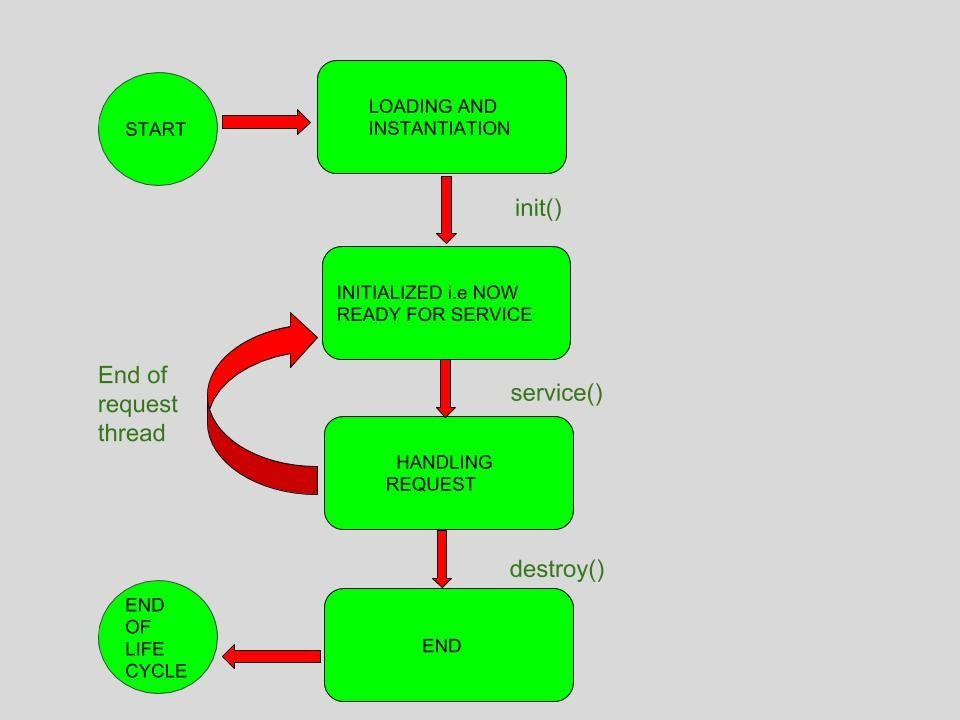 START
LOADING AND
INSTANTIATION
init()
INITIALIZED i.e NOW
READY FOR SERVICE
End of
request
thread
service()
HANDLING
REQUEST
destroy()
END
OF
LIFE
CYCLE
END